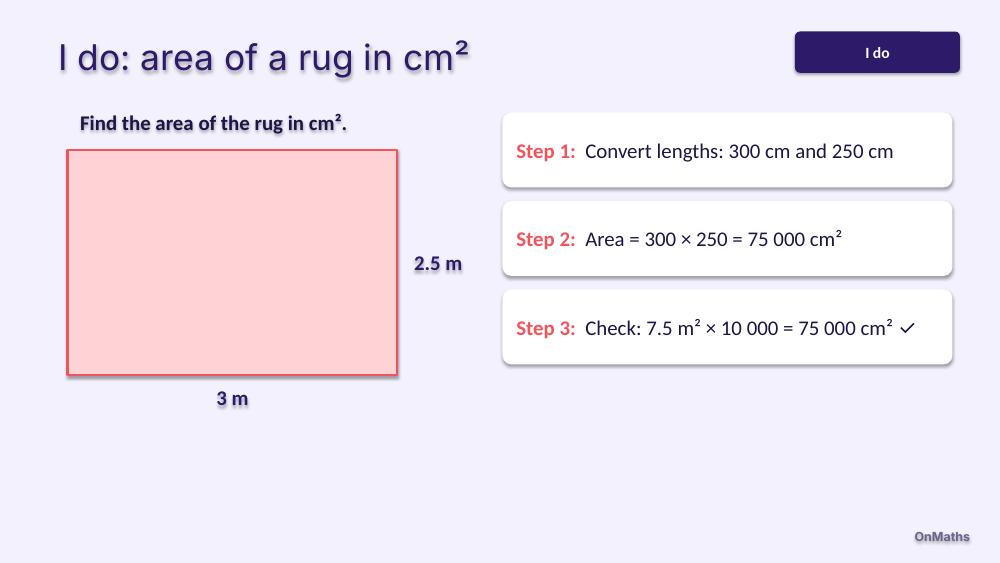 I do: area of a rug in cm²
I do
Find the area of the rug in cm².
2.5 m
3 m
Step 1: Convert lengths: 300 cm and 250 cm
Step 2: Area = 300 × 250 = 75 000 cm²
Step 3: Check: 7.5 m² × 10 000 = 75 000 cm² ✓
OnMaths